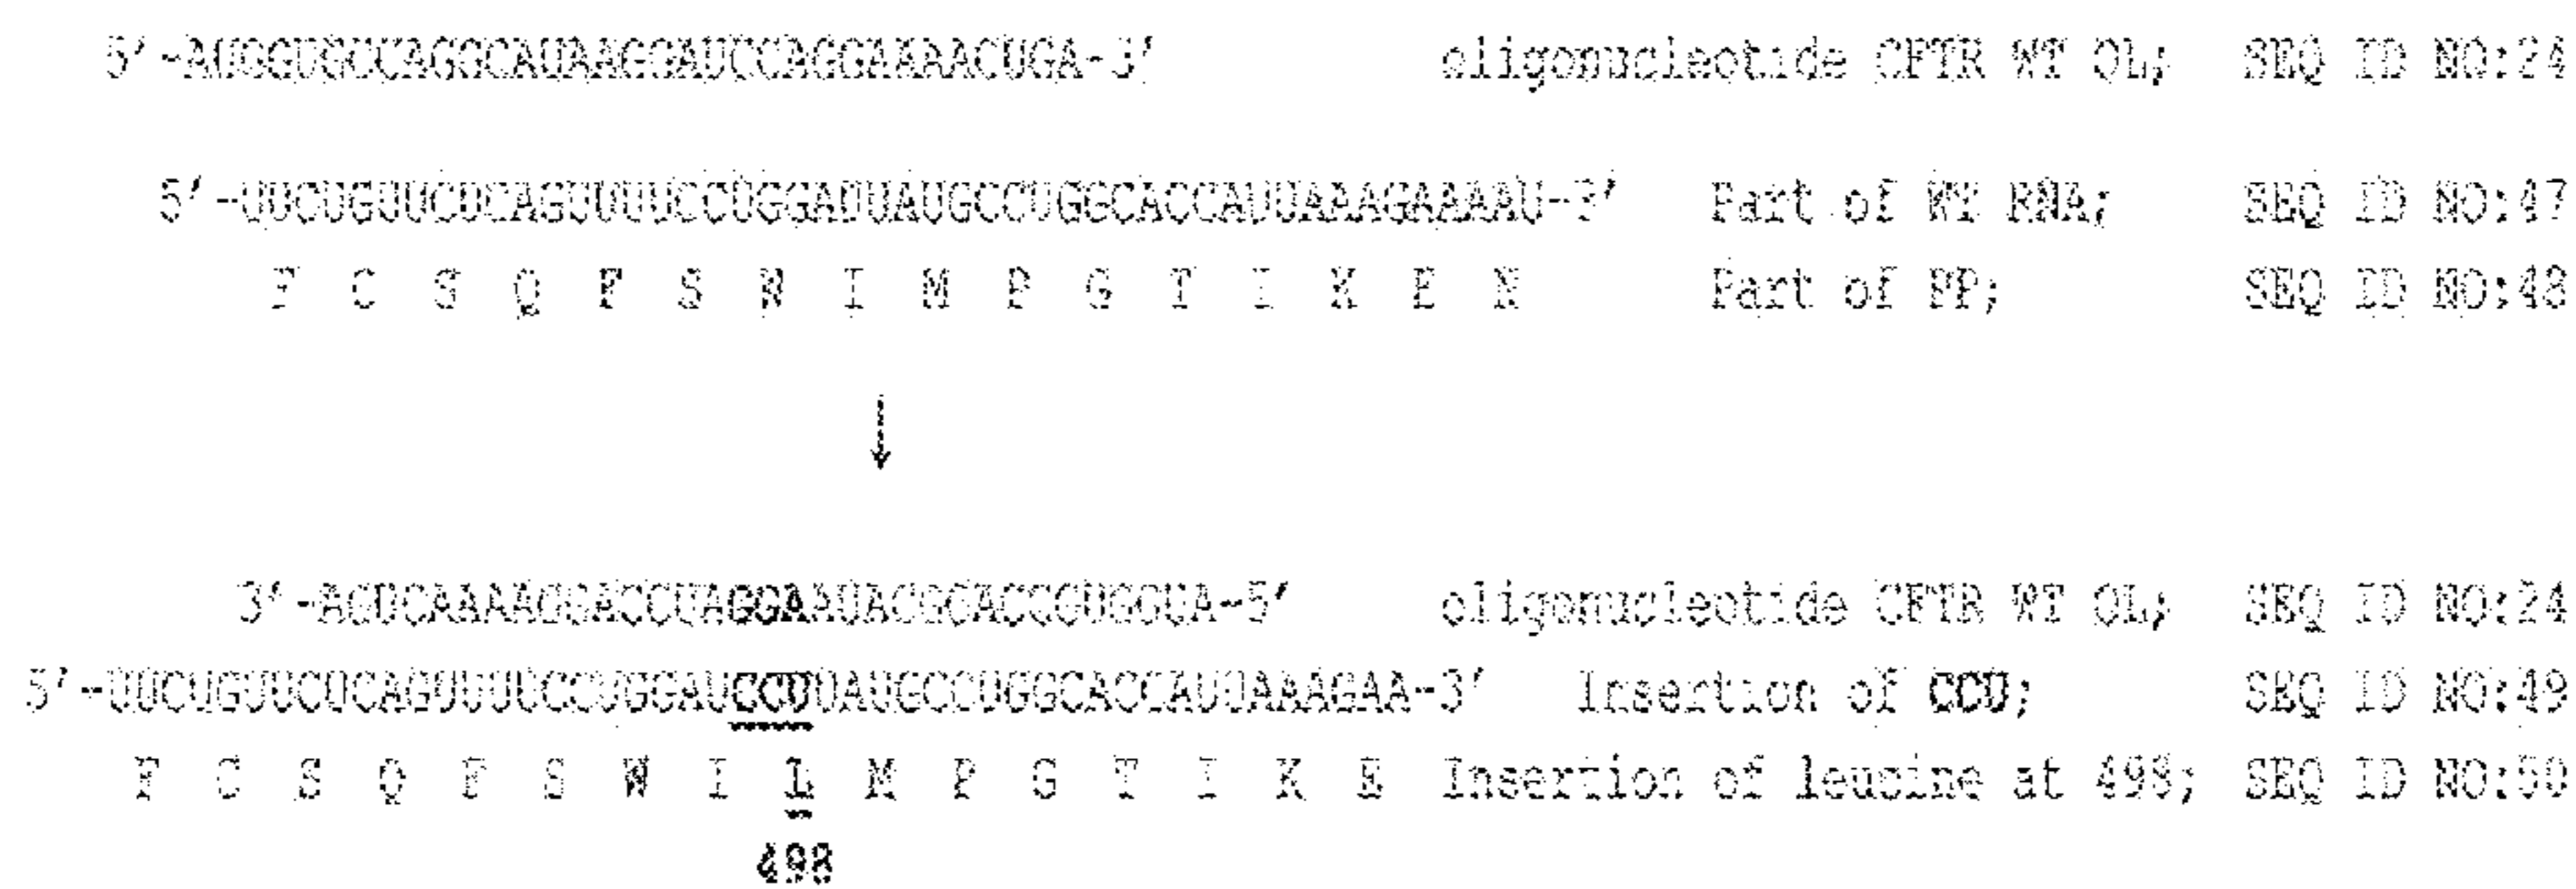 5'-AUGGUGCCAGGCAUAAGGAUCCAGGAAAACUGA-3' oligonucleotide CFTR WT OL; SEQ ID NO:24
5'-UUCUGUUCUCAGUUUUCCUGGAUUAUGCCUGGCACCAUUAAAGAAAAU-3' Part of WT RNA; SEQ ID NO:47
F C S Q F S W I M P G T I K E N Part of PP; SEQ ID NO:48
↓
3'-AGUCAAAAGGACCUAGGAAUACGGACCGUGGUA-5' oligonucleotide CFTR WT OL; SEQ ID NO:24
5'-UUCUGUUCUCAGUUUUCCUGGAUCCUUAUGCCUGGCACCAUUAAAGAA-3' Insertion of CCU; SEQ ID NO:49
F C S Q F S W I L M P G T I K E Insertion of leucine at 498; SEQ ID NO:50
498